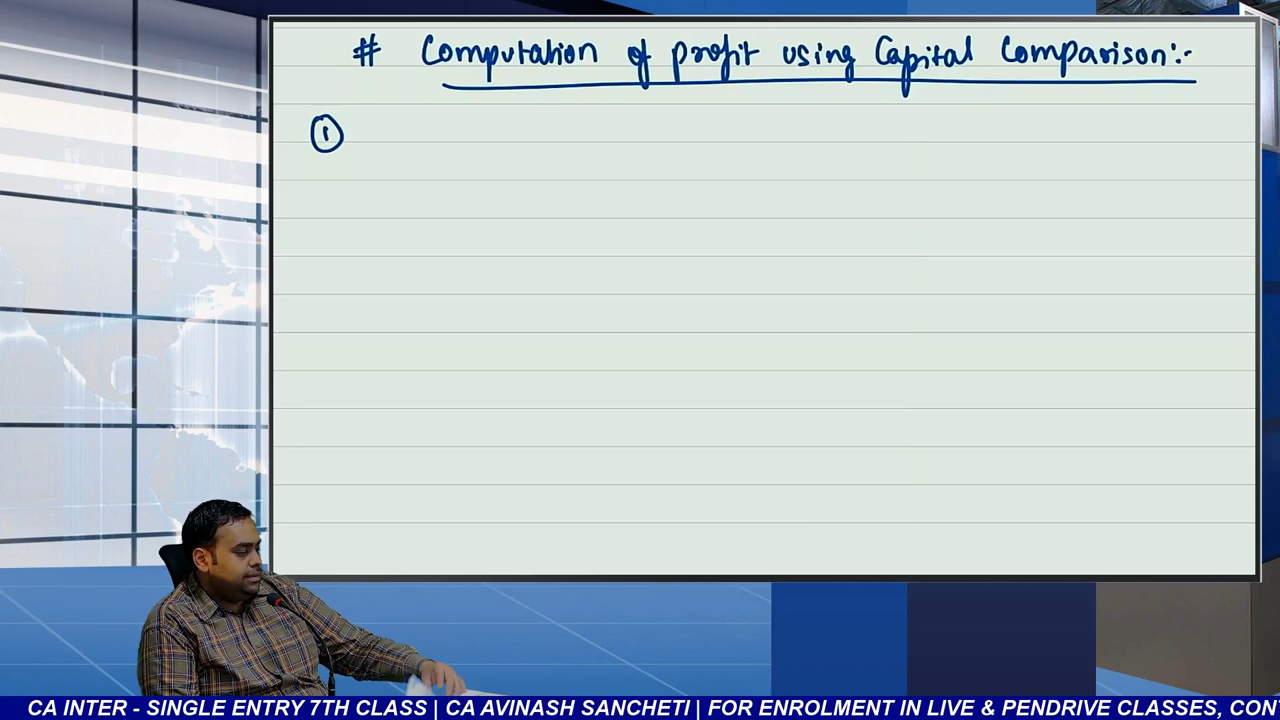 # Computation of profit using Capital Comparison:-
①
CA INTER - SINGLE ENTRY 7TH CLASS | CA AVINASH SANCHETI | FOR ENROLMENT IN LIVE & PENDRIVE CLASSES, CON